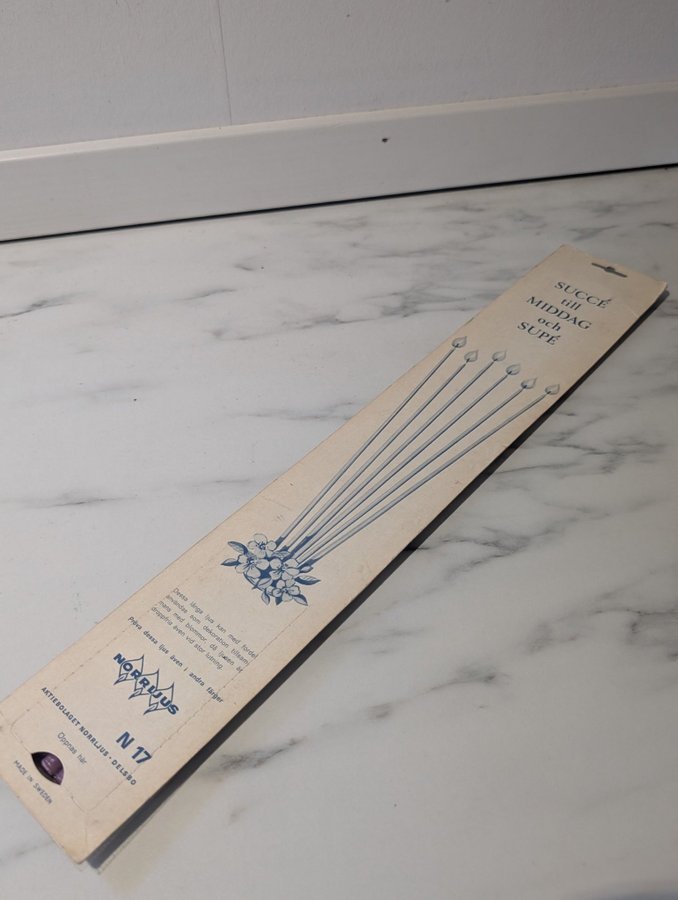 SUCCÉ
till
MIDDAG
och
SUPÉ
Dessa långa ljus kan med fördel
användas som dekoration tillsam-
mans med blommor, då ljusen är
droppfria även vid stor lutning.
Pröva dessa ljus även i andra färger
NORRLJUS
N 17
AKTIEBOLAGET NORRLJUS · DELSBO
Öppnas här
MADE IN SWEDEN